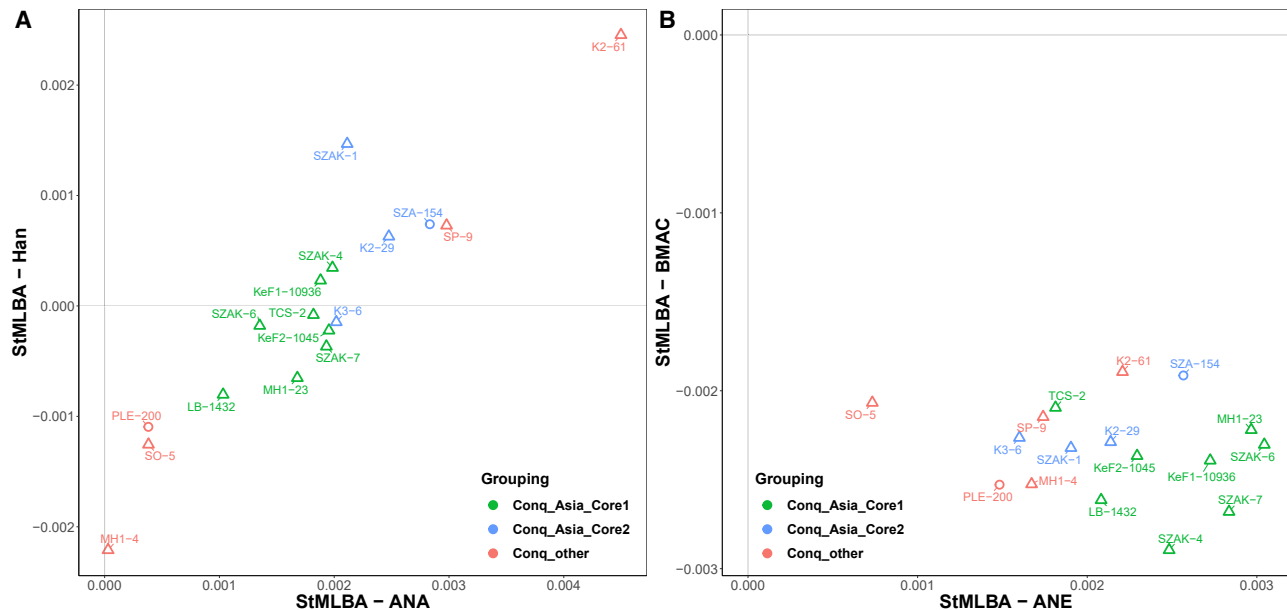 A
0.002
0.001
0.000
−0.001
−0.002
StMLBA − Han
K2−61
SZAK−1
SZA−154
SP−9
K2−29
SZAK−4
KeF1−10936
SZAK−6
TCS−2
K3−6
KeF2−1045
SZAK−7
MH1−23
LB−1432
PLE−200
SO−5
MH1−4
Grouping
Conq_Asia_Core1
Conq_Asia_Core2
Conq_other
0.000
0.001
0.002
0.003
0.004
StMLBA − ANA
B
0.000
−0.001
−0.002
−0.003
StMLBA − BMAC
K2−61
SZA−154
SO−5
TCS−2
SP−9
MH1−23
K3−6
SZAK−1
K2−29
SZAK−6
KeF2−1045
KeF1−10936
PLE−200
MH1−4
LB−1432
SZAK−7
SZAK−4
Grouping
Conq_Asia_Core1
Conq_Asia_Core2
Conq_other
0.000
0.001
0.002
0.003
StMLBA − ANE